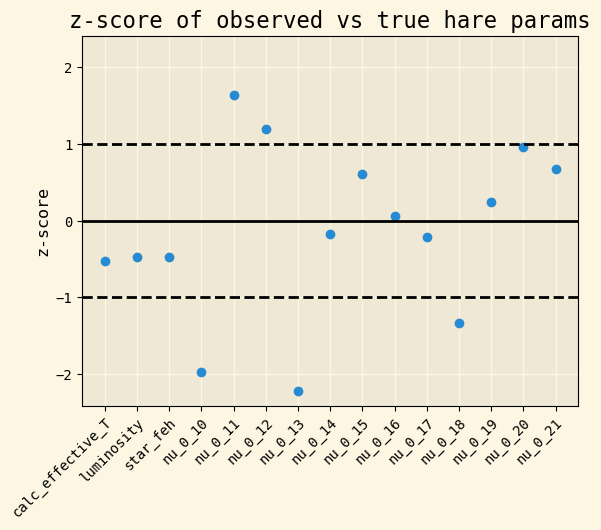 z-score of observed vs true hare params
z-score
2
1
0
−1
−2
calc_effective_T
luminosity
star_feh
nu_0_10
nu_0_11
nu_0_12
nu_0_13
nu_0_14
nu_0_15
nu_0_16
nu_0_17
nu_0_18
nu_0_19
nu_0_20
nu_0_21